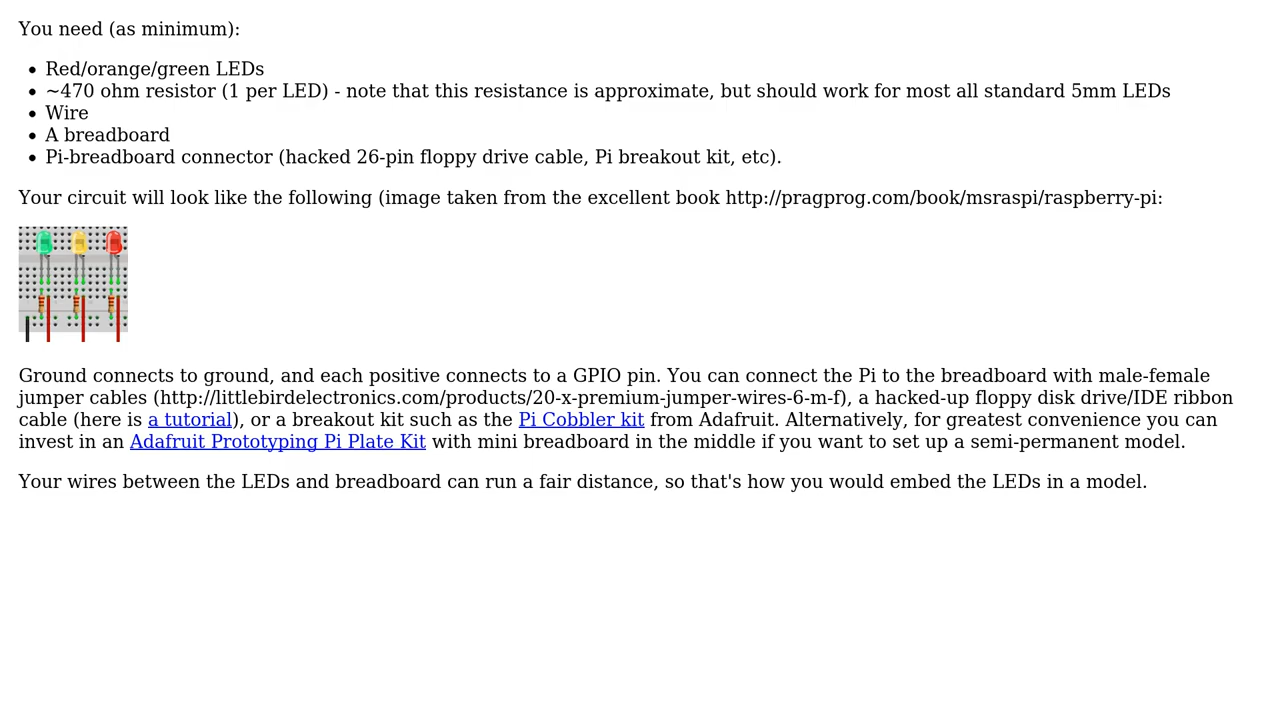 You need (as minimum):
Red/orange/green LEDs
~470 ohm resistor (1 per LED) - note that this resistance is approximate, but should work for most all standard 5mm LEDs
Wire
A breadboard
Pi-breadboard connector (hacked 26-pin floppy drive cable, Pi breakout kit, etc).
Your circuit will look like the following (image taken from the excellent book http://pragprog.com/book/msraspi/raspberry-pi:
Ground connects to ground, and each positive connects to a GPIO pin. You can connect the Pi to the breadboard with male-female
jumper cables (http://littlebirdelectronics.com/products/20-x-premium-jumper-wires-6-m-f), a hacked-up floppy disk drive/IDE ribbon
cable (here is a tutorial), or a breakout kit such as the Pi Cobbler kit from Adafruit. Alternatively, for greatest convenience you can
invest in an Adafruit Prototyping Pi Plate Kit with mini breadboard in the middle if you want to set up a semi-permanent model.
Your wires between the LEDs and breadboard can run a fair distance, so that's how you would embed the LEDs in a model.